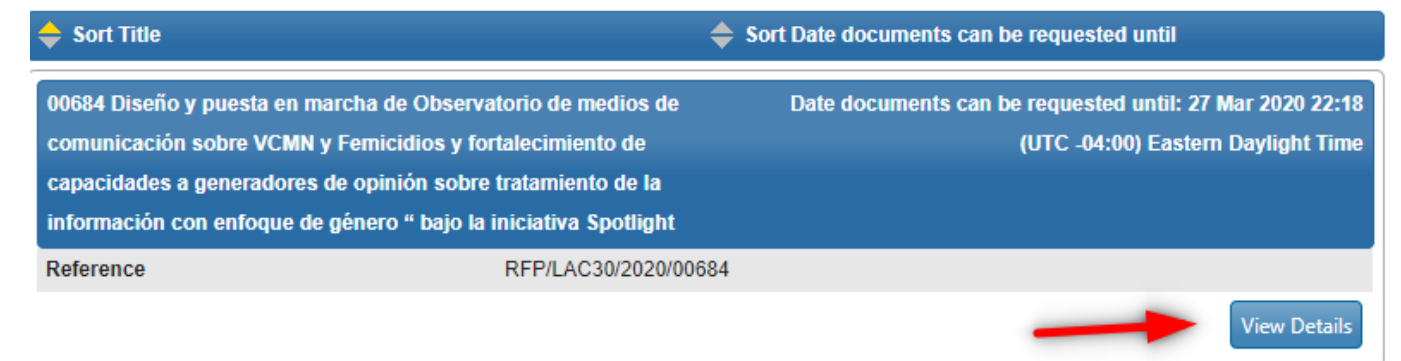 Sort Title
Sort Date documents can be requested until
00684 Diseño y puesta en marcha de Observatorio de medios de
comunicación sobre VCMN y Femicidios y fortalecimiento de
capacidades a generadores de opinión sobre tratamiento de la
información con enfoque de género “ bajo la iniciativa Spotlight
Date documents can be requested until: 27 Mar 2020 22:18
(UTC -04:00) Eastern Daylight Time
Reference
RFP/LAC30/2020/00684
View Details